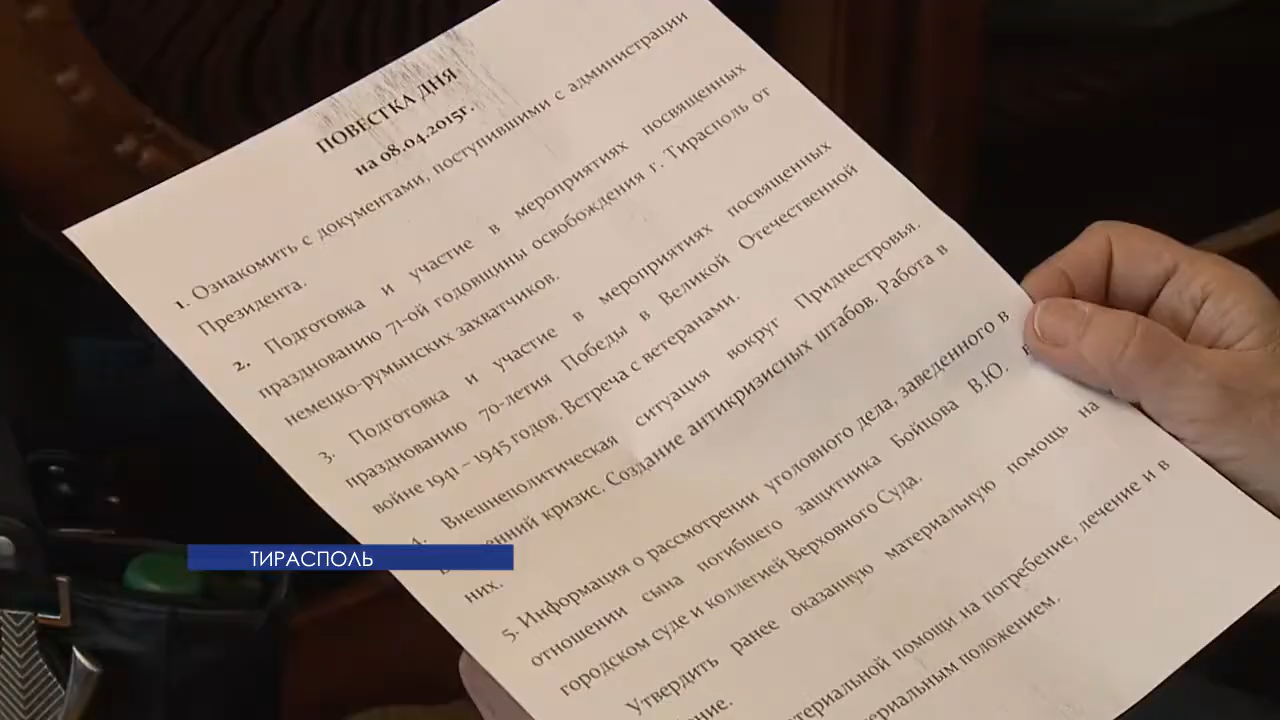 ПОВЕСТКА ДНЯ
на 08.04.2015г.
1. Ознакомить с документами, поступившими с администрации
Президента.
2. Подготовка и участие в мероприятиях посвященных
празднованию 71-ой годовщины освобождения г. Тирасполь от
немецко-румынских захватчиков.
3. Подготовка и участие в мероприятиях посвященных
празднованию 70-летия Победы в Великой Отечественной
войне 1941 – 1945 годов. Встреча с ветеранами.
4. Внешнеполитическая ситуация вокруг Приднестровья.
кризис. Создание антикризисных штабов. Работа в
них.
5. Информация о рассмотрении уголовного дела, заведенного в
отношении сына погибшего защитника Бойцова В.Ю.
городском суде и коллегией Верховного Суда.
Утвердить ранее оказанную материальную помощь на
помощи на погребение, лечение и в
положением.
ТИРАСПОЛЬ